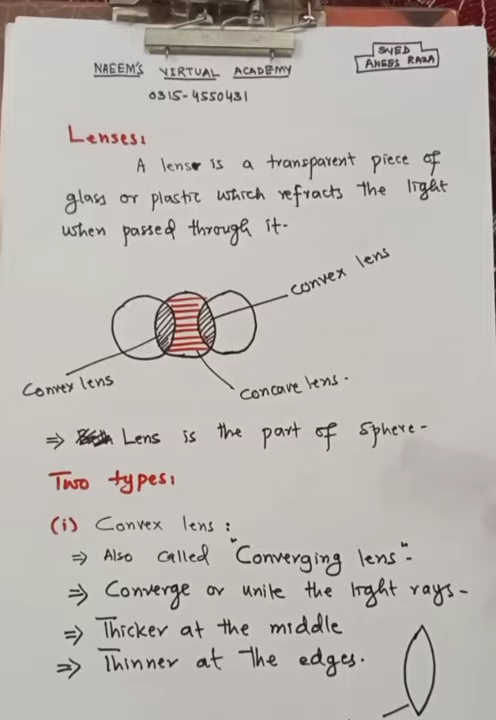 NAEEM'S VIRTUAL ACADEMY
0315-4550431
SYED
ANEES RAZA
Lenses:
A lens is a transparent piece of
glass or plastic which refracts the light
when passed through it.
convex lens
Convex lens
Concave lens.
⇒ Lens is the part of sphere-
Two types:
(i) Convex lens :
⇒ Also called "Converging lens"-
⇒ Converge or unite the light rays-
⇒ Thicker at the middle
⇒ Thinner at the edges.